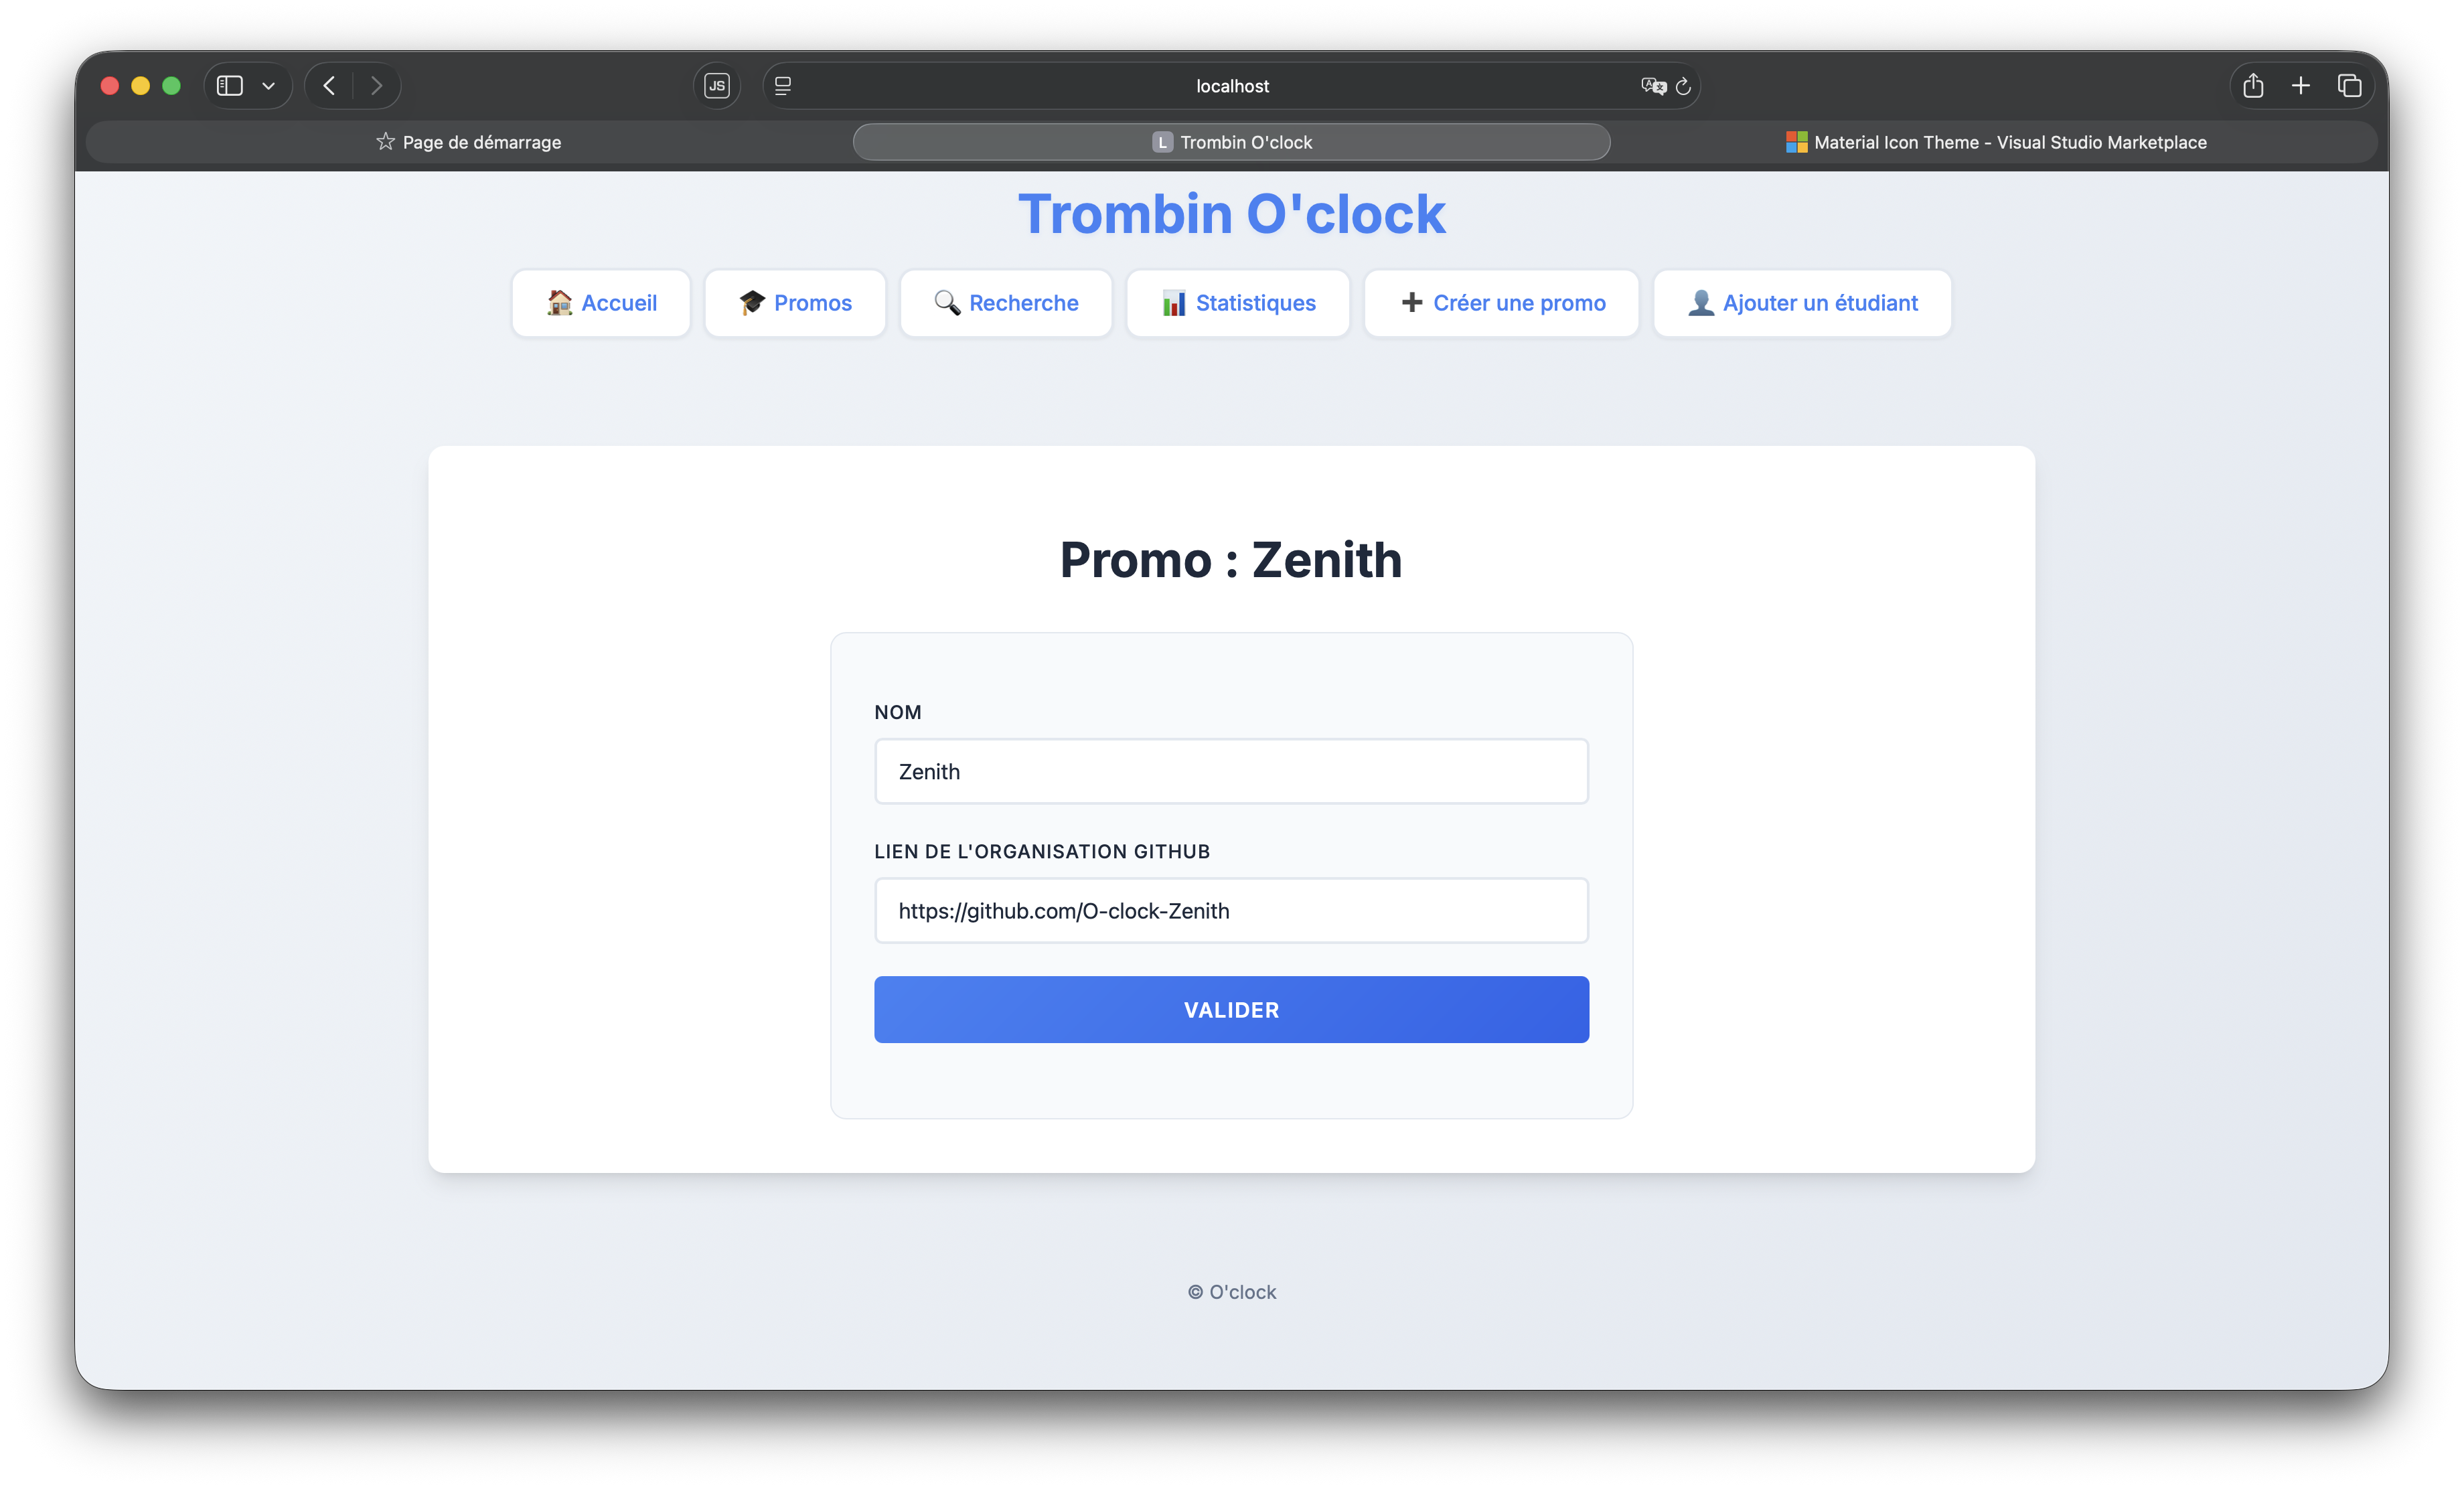 JS
localhost
Page de démarrage
L Trombin O'clock
Material Icon Theme - Visual Studio Marketplace
Trombin O'clock
Accueil
Promos
Recherche
Statistiques
Créer une promo
Ajouter un étudiant
Promo : Zenith
NOM
Zenith
LIEN DE L'ORGANISATION GITHUB
https://github.com/O-clock-Zenith
VALIDER
© O'clock